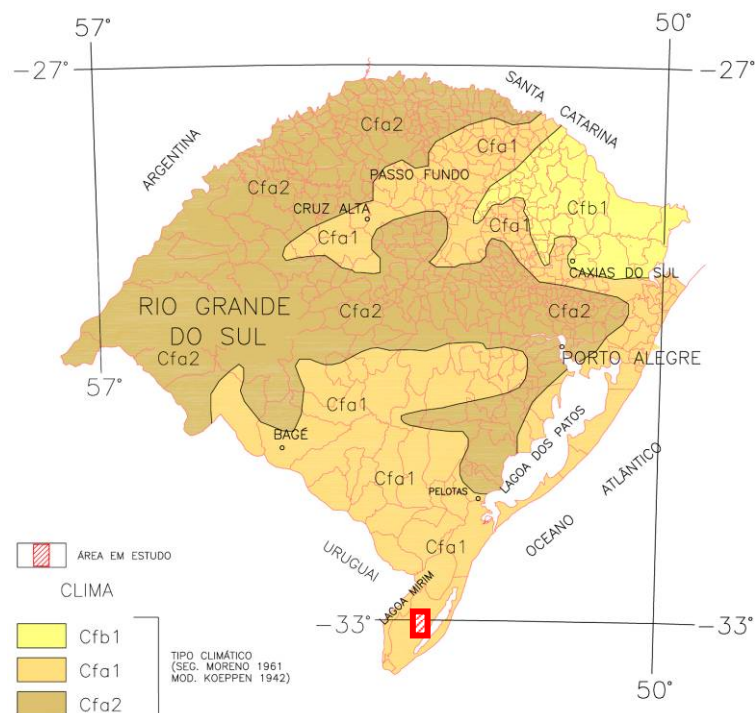 57°
50°
-27°
-27°
SANTA CATARINA
ARGENTINA
Cfa2
Cfa1
PASSO FUNDO
Cfa2
Cfb1
CRUZ ALTA
Cfa1
Cfa1
CAXIAS DO SUL
RIO GRANDE
DO SUL
Cfa2
Cfa2
Cfa2
PORTO ALEGRE
57°
Cfa1
BAGÉ
LAGOA DOS PATOS
ATLÂNTICO
PELOTAS
OCEANO
Cfa1
Cfa1
URUGUAI
ÁREA EM ESTUDO
LAGOA MIRIM
CLIMA
-33°
-33°
Cfb1
Cfa1
Cfa2
TIPO CLIMÁTICO
(SEG. MORENO 1961
MOD. KOEPPEN 1942)
50°